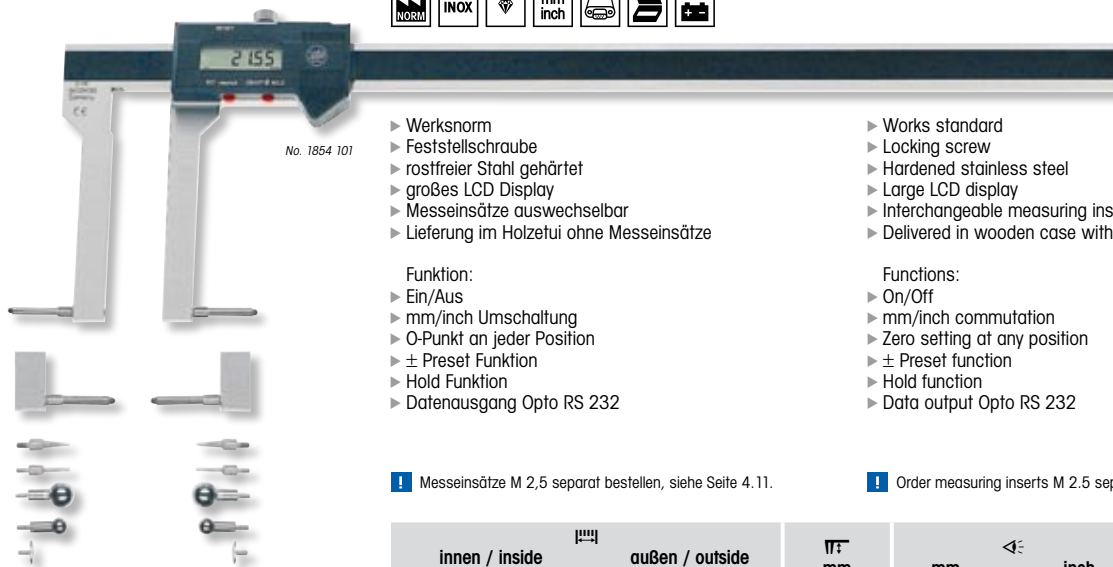 NORM
INOX
mm
inch
21.55
No. 1854 101
▶ Werksnorm
▶ Feststellschraube
▶ rostfreier Stahl gehärtet
▶ großes LCD Display
▶ Messeinsätze auswechselbar
▶ Lieferung im Holzetui ohne Messeinsätze
Funktion:
▶ Ein/Aus
▶ mm/inch Umschaltung
▶ O-Punkt an jeder Position
▶ ± Preset Funktion
▶ Hold Funktion
▶ Datenausgang Opto RS 232
! Messeinsätze M 2,5 separat bestellen, siehe Seite 4.11.
▶ Works standard
▶ Locking screw
▶ Hardened stainless steel
▶ Large LCD display
▶ Interchangeable measuring ins
▶ Delivered in wooden case with
Functions:
▶ On/Off
▶ mm/inch commutation
▶ Zero setting at any position
▶ ± Preset function
▶ Hold function
▶ Data output Opto RS 232
! Order measuring inserts M 2.5 sep
innen / inside außen / outside mm mm inch